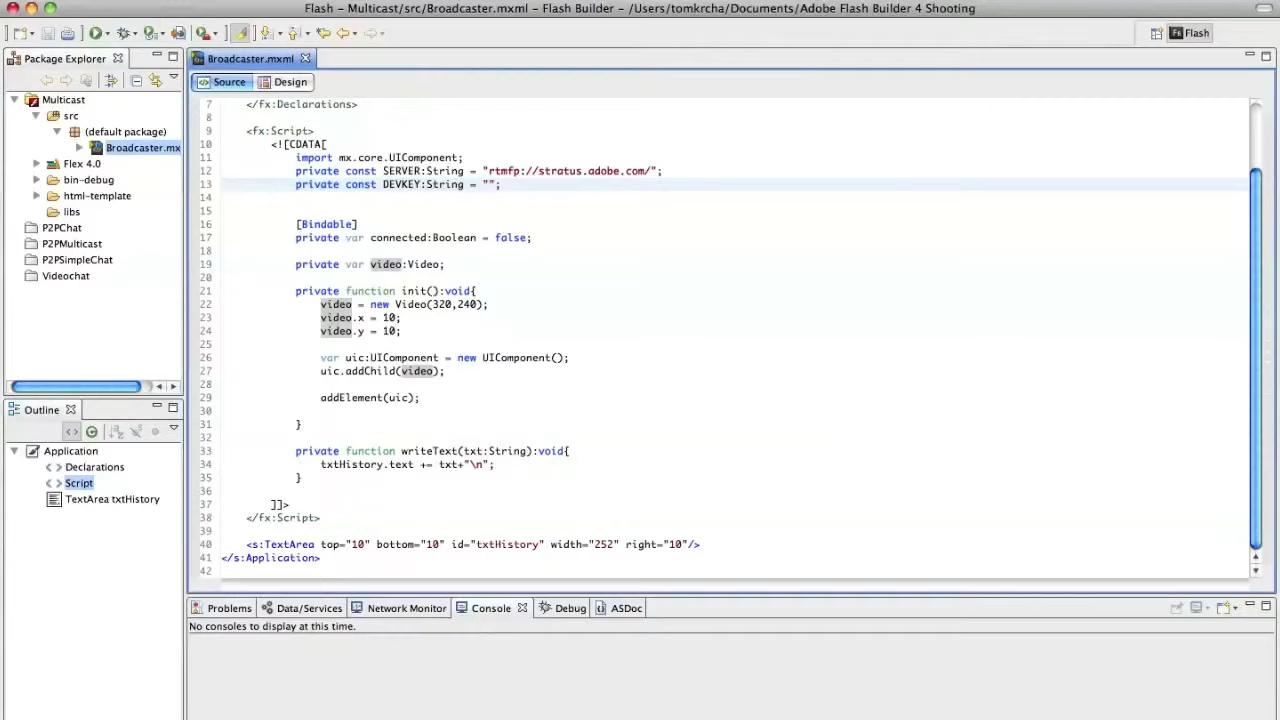 Flash - Multicast/src/Broadcaster.mxml - Flash Builder - /Users/tomkrcha/Documents/Adobe Flash Builder 4 Shooting
Flash
Package Explorer
Multicast
src
(default package)
Broadcaster.mx
Flex 4.0
bin-debug
html-template
libs
P2PChat
P2PMulticast
P2PSimpleChat
Videochat
Outline
Application
Declarations
Script
TextArea txtHistory
Broadcaster.mxml
Source Design
7 </fx:Declarations>
8
9 <fx:Script>
10 <![CDATA[
11 import mx.core.UIComponent;
12 private const SERVER:String = "rtmfp://stratus.adobe.com/";
13 private const DEVKEY:String = "";
14
15
16 [Bindable]
17 private var connected:Boolean = false;
18
19 private var video:Video;
20
21 private function init():void{
22 video = new Video(320,240);
23 video.x = 10;
24 video.y = 10;
25
26 var uic:UIComponent = new UIComponent();
27 uic.addChild(video);
28
29 addElement(uic);
30
31 }
32
33 private function writeText(txt:String):void{
34 txtHistory.text += txt+"\n";
35 }
36
37 ]]>
38 </fx:Script>
39
40 <s:TextArea top="10" bottom="10" id="txtHistory" width="252" right="10"/>
41 </s:Application>
42
Problems Data/Services Network Monitor Console Debug ASDoc
No consoles to display at this time.